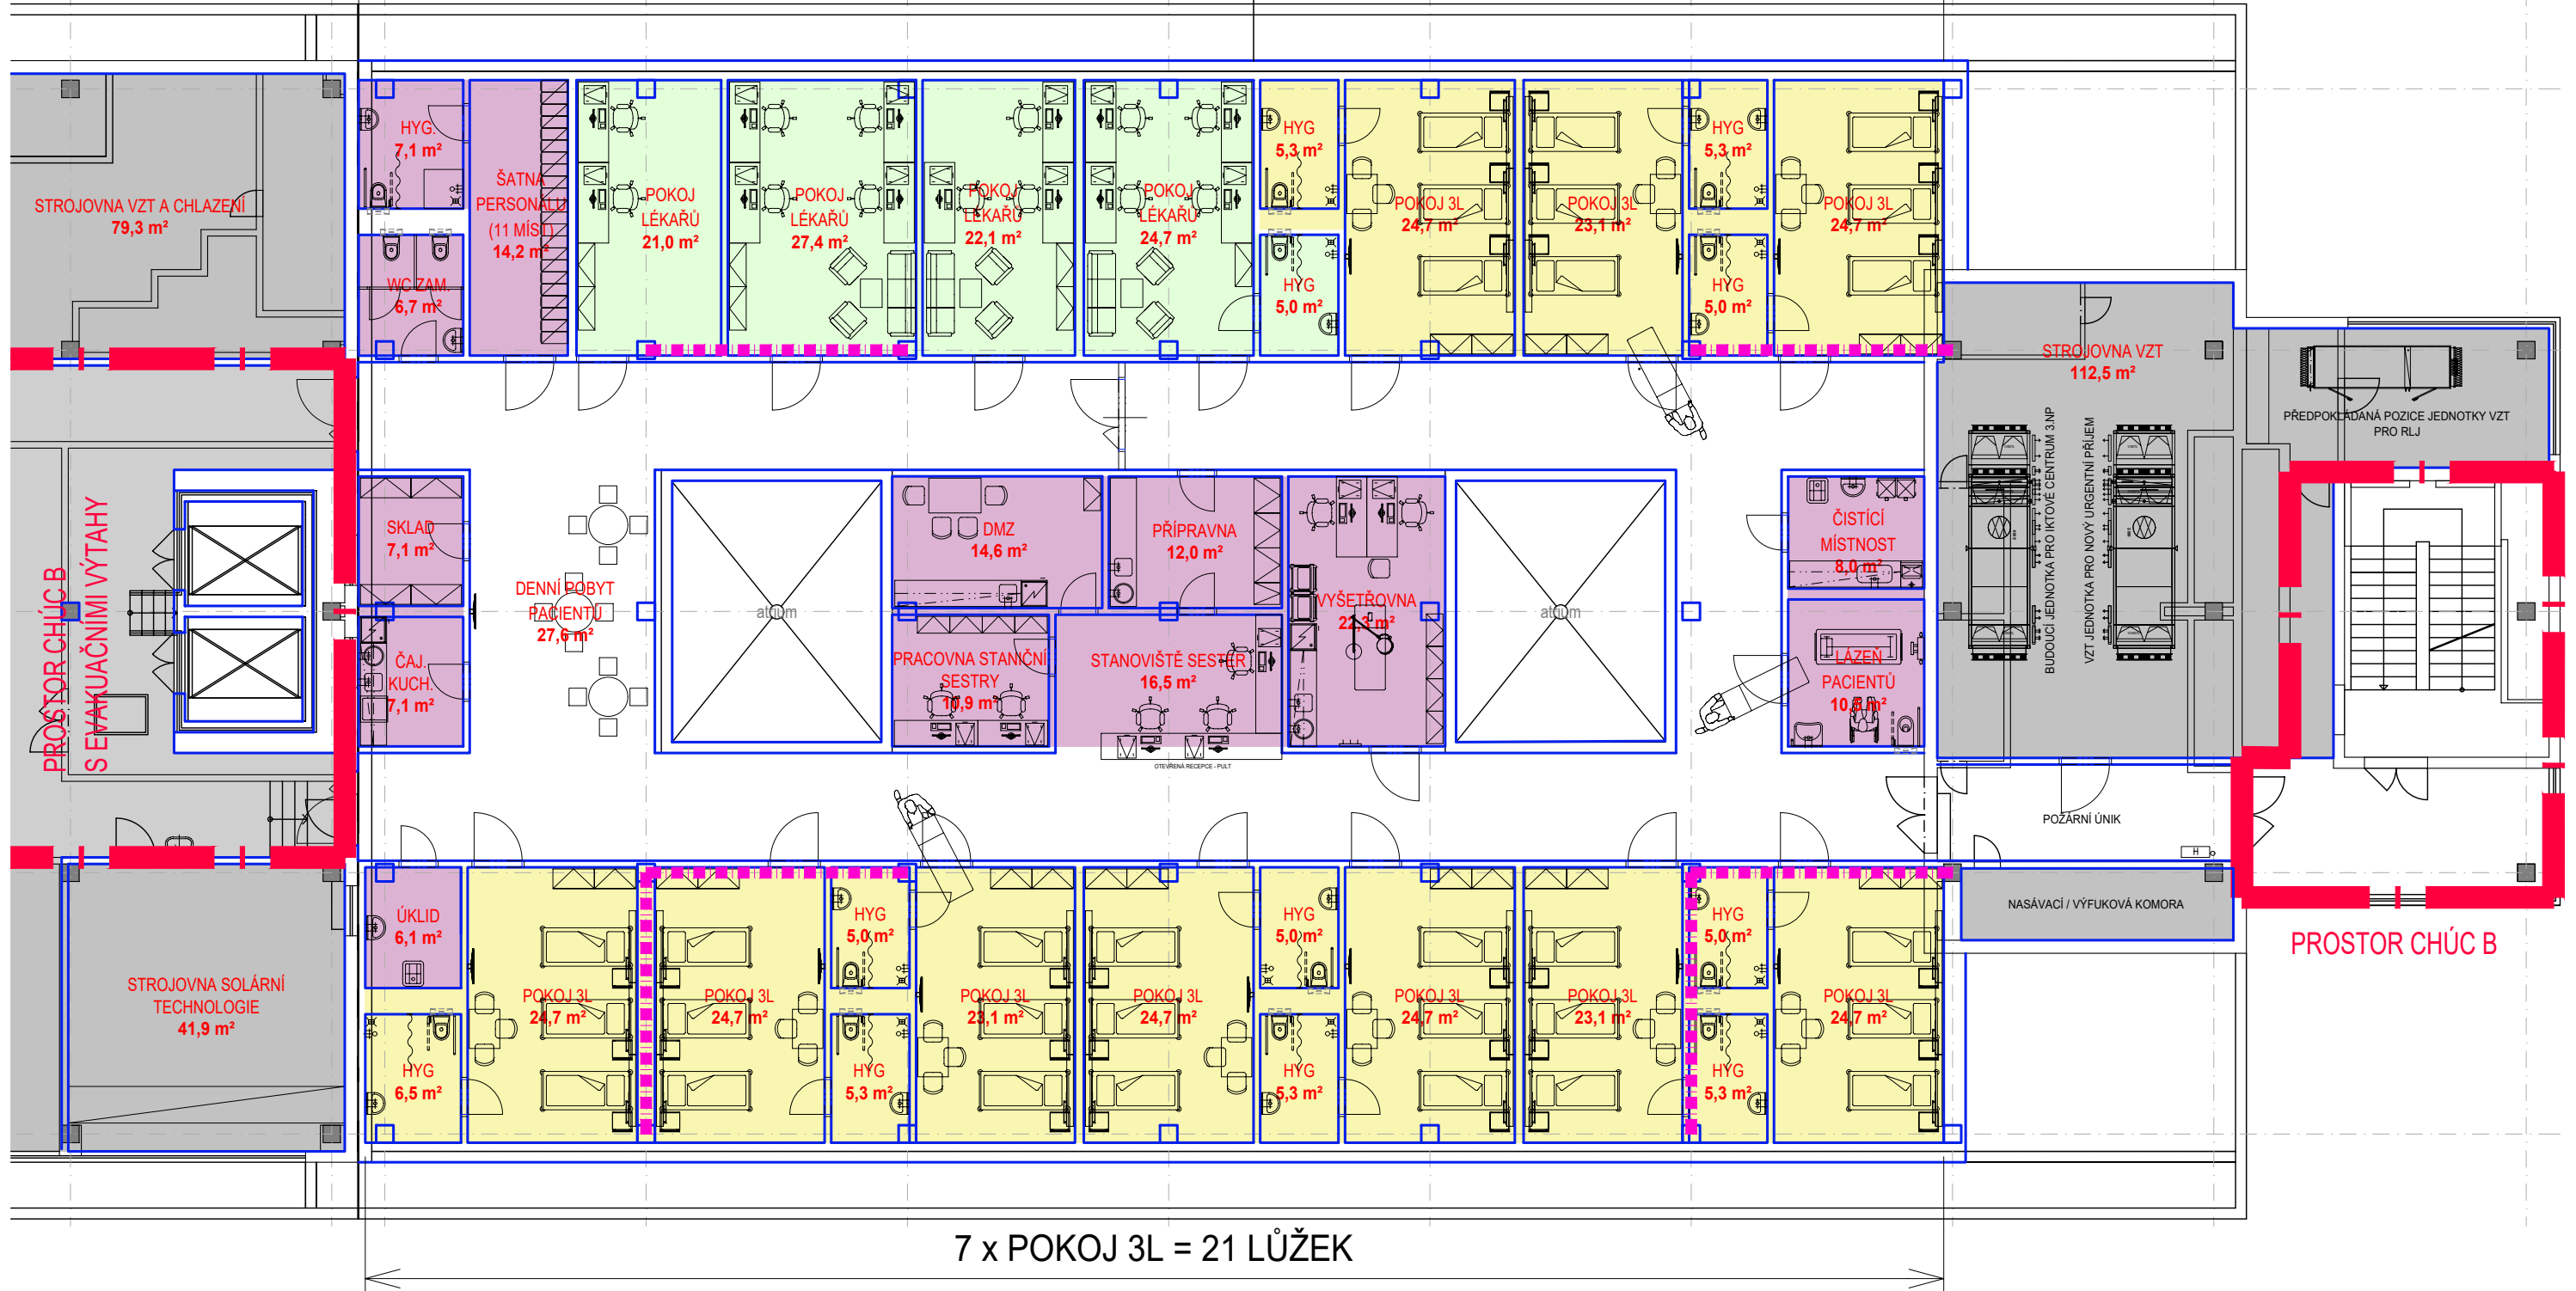 HYG.
7,1 m²
ŠATNA
PERSONÁLU
(11 MÍST)
14,2 m²
WC ZAM.
6,7 m²
POKOJ
LÉKAŘŮ
21,0 m²
POKOJ
LÉKAŘŮ
27,4 m²
POKOJ
LÉKAŘŮ
22,1 m²
POKOJ
LÉKAŘŮ
24,7 m²
HYG
5,3 m²
HYG
5,0 m²
POKOJ 3L
24,7 m²
POKOJ 3L
23,1 m²
HYG
5,3 m²
HYG
5,0 m²
POKOJ 3L
24,7 m²
STROJOVNA VZT A CHLAZENÍ
79,3 m²
STROJOVNA VZT
112,5 m²
PŘEDPOKLÁDANÁ POZICE JEDNOTKY VZT
PRO RLJ
BUDOUCÍ JEDNOTKA PRO IKTOVÉ CENTRUM 3.NP
VZT JEDNOTKA PRO NOVÝ URGENTNÍ PŘÍJEM
PROSTOR CHÚC B
S EVAKUAČNÍMI VÝTAHY
SKLAD
7,1 m²
ČAJ.
KUCH.
7,1 m²
DENNÍ POBYT
PACIENTŮ
27,6 m²
atrium
DMZ
14,6 m²
PŘÍPRAVNA
12,0 m²
PRACOVNA STANIČNÍ
SESTRY
10,9 m²
STANOVIŠTĚ SESTER
16,5 m²
OTEVŘENÁ RECEPCE - PULT
VYŠETŘOVNA
22,3 m²
atrium
ČISTÍCÍ
MÍSTNOST
8,0 m²
LÁZEŇ
PACIENTŮ
POŽÁRNÍ ÚNIK
H
NASÁVACÍ / VÝFUKOVÁ KOMORA
PROSTOR CHÚC B
STROJOVNA SOLÁRNÍ
TECHNOLOGIE
41,9 m²
ÚKLID
6,1 m²
HYG
6,5 m²
POKOJ 3L
24,7 m²
POKOJ 3L
24,7 m²
HYG
5,0 m²
HYG
5,3 m²
POKOJ 3L
23,1 m²
POKOJ 3L
24,7 m²
HYG
5,0 m²
HYG
5,3 m²
POKOJ 3L
24,7 m²
POKOJ 3L
23,1 m²
HYG
5,0 m²
HYG
5,3 m²
POKOJ 3L
24,7 m²
7 x POKOJ 3L = 21 LŮŽEK